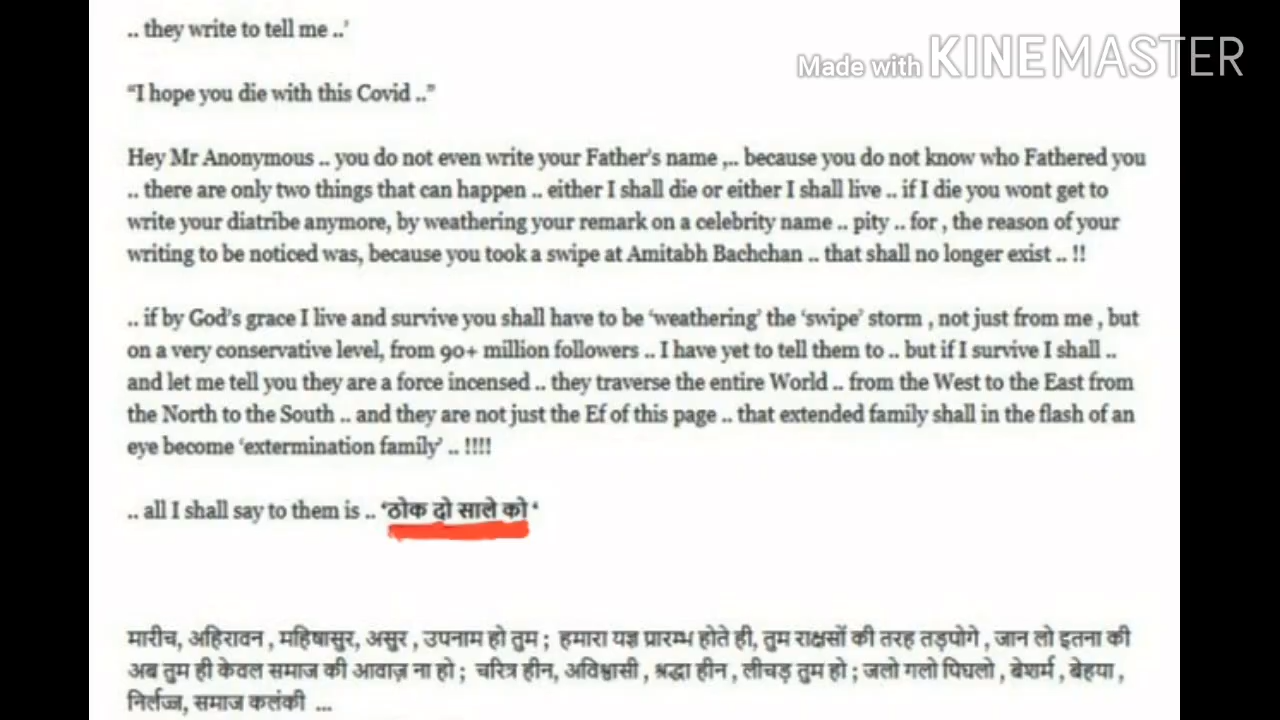 .. they write to tell me ..’
Made with KINEMASTER
“I hope you die with this Covid ..”
Hey Mr Anonymous .. you do not even write your Father’s name ,.. because you do not know who Fathered you
.. there are only two things that can happen .. either I shall die or either I shall live .. if I die you wont get to
write your diatribe anymore, by weathering your remark on a celebrity name .. pity .. for , the reason of your
writing to be noticed was, because you took a swipe at Amitabh Bachchan .. that shall no longer exist .. !!
.. if by God’s grace I live and survive you shall have to be ‘weathering’ the ‘swipe’ storm , not just from me , but
on a very conservative level, from 90+ million followers .. I have yet to tell them to .. but if I survive I shall ..
and let me tell you they are a force incensed .. they traverse the entire World .. from the West to the East from
the North to the South .. and they are not just the Ef of this page .. that extended family shall in the flash of an
eye become ‘extermination family’ .. !!!!
.. all I shall say to them is .. ‘ठोक दो साले को ‘
मारीच, अहिरावन , महिषासुर, असुर , उपनाम हो तुम ; हमारा यज्ञ प्रारम्भ होते ही, तुम राक्षसों की तरह तड़पोगे , जान लो इतना की
अब तुम ही केवल समाज की आवाज़ ना हो ; चरित्र हीन, अविश्वासी , श्रद्धा हीन , लीचड़ तुम हो ; जलो गलो पिघलो , बेशर्म , बेहया ,
निर्लज्ज, समाज कलंकी ...